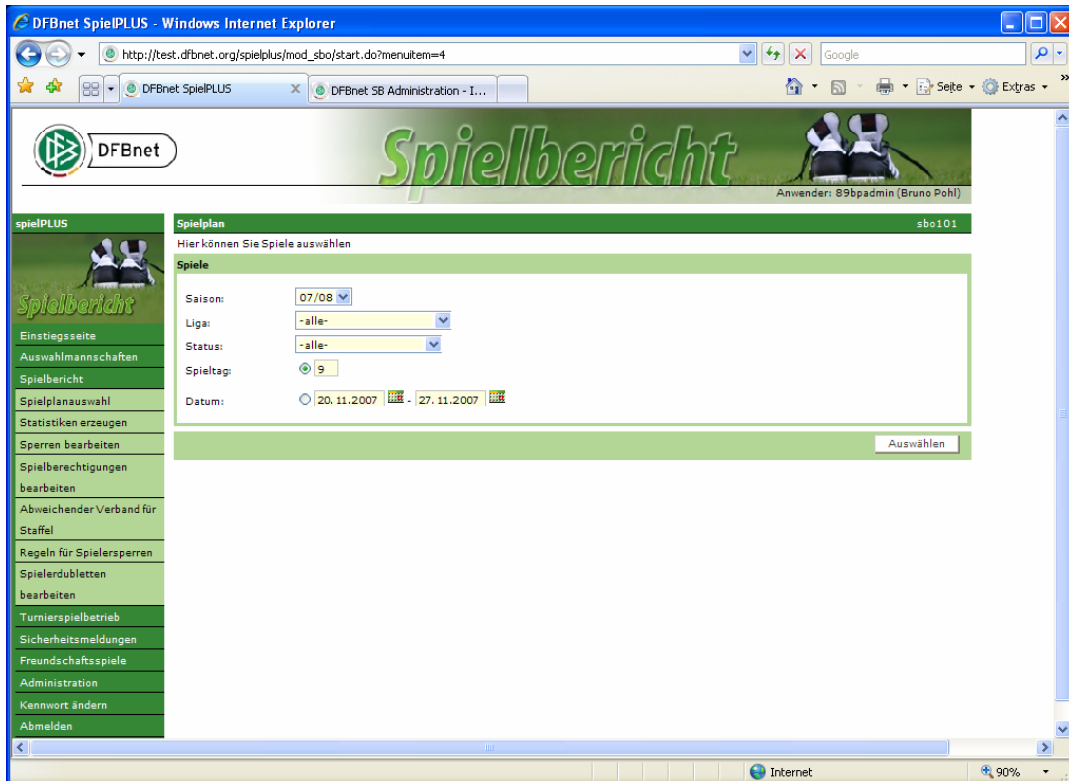 DFBnet SpielPLUS - Windows Internet Explorer
http://test.dfbnet.org/spielplus/mod_sbo/start.do?menuitem=4
Google
DFBnet SpielPLUS
DFBnet SB Administration - I...
Seite
Extras
DFBnet
Spielbericht
Anwender: 89bpadmin (Bruno Pohl)
spielPLUS
Spielbericht
Einstiegsseite
Auswahlmannschaften
Spielbericht
Spielplanauswahl
Statistiken erzeugen
Sperren bearbeiten
Spielberechtigungen
bearbeiten
Abweichender Verband für
Staffel
Regeln für Spielersperren
Spielerdubletten
bearbeiten
Turnierspielbetrieb
Sicherheitsmeldungen
Freundschaftsspiele
Administration
Kennwort ändern
Abmelden
Spielplan sbo101
Hier können Sie Spiele auswählen
Spiele
Saison: 07/08
Liga: -alle-
Status: -alle-
Spieltag: 9
Datum: 20.11.2007 - 27.11.2007
Auswählen
Internet 90%